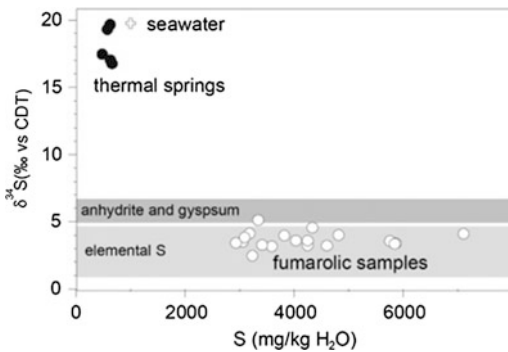 20
seawater
thermal springs
15
δ³⁴S(‰ vs CDT)
10
anhydrite and gyspsum
5
elemental S
fumarolic samples
0
0 2000 4000 6000
S (mg/kg H₂O)